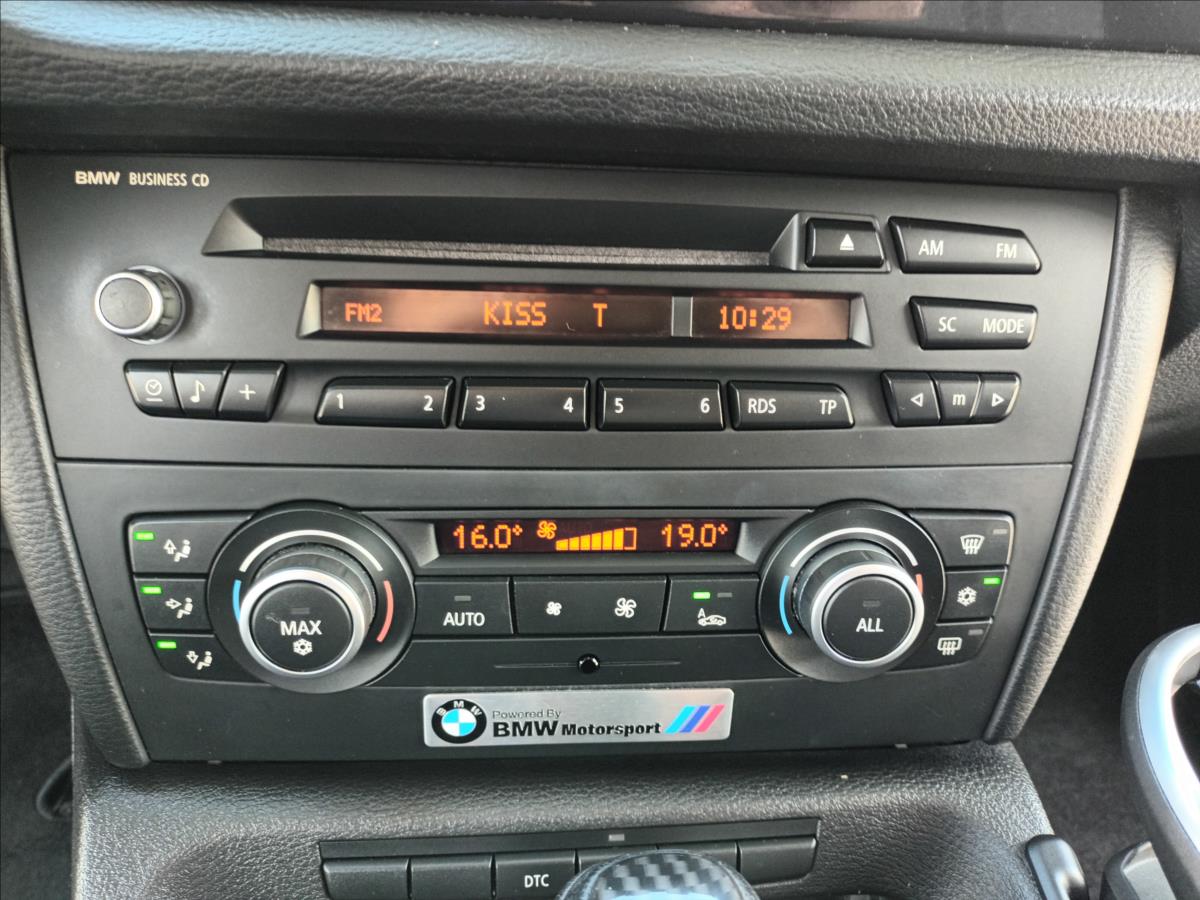 BMW BUSINESS CD
AM FM
FM2 KISS T 10:29
SC MODE
1 2 3 4 5 6 RDS TP m
16.0° 19.0°
AUTO A
MAX ALL
BMW Powered By
BMW Motorsport
DTC